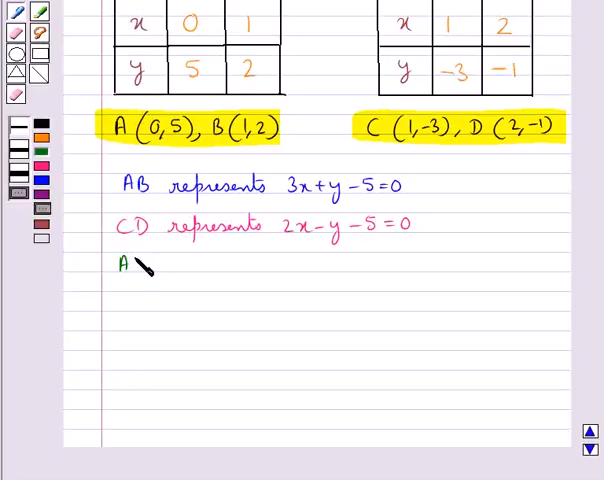 x 0 1 x 1 2
y 5 2 y -3 -1
A (0,5), B (1,2) C (1,-3), D (2,-1)
AB represents 3x+y-5=0
CD represents 2x-y-5=0
A